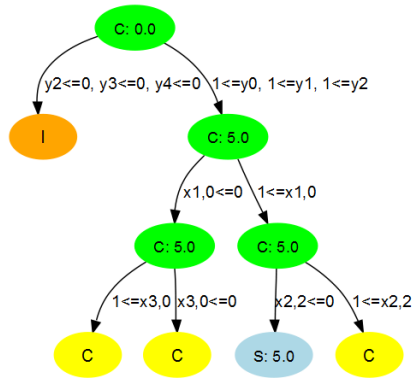 C: 0.0
y2<=0, y3<=0, y4<=0 1<=y0, 1<=y1, 1<=y2
I C: 5.0
x1,0<=0 1<=x1,0
C: 5.0 C: 5.0
1<=x3,0 x3,0<=0 x2,2<=0 1<=x2,2
C C S: 5.0 C